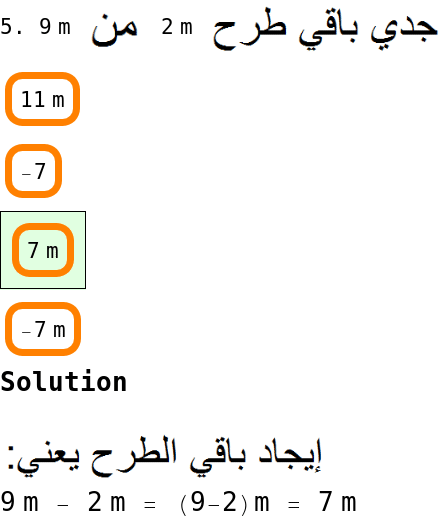 5. جدي باقي طرح 2 m من 9 m
11 m
−7
7 m
−7 m
Solution
إيجاد باقي الطرح يعني:
9 m − 2 m = (9−2)m = 7 m